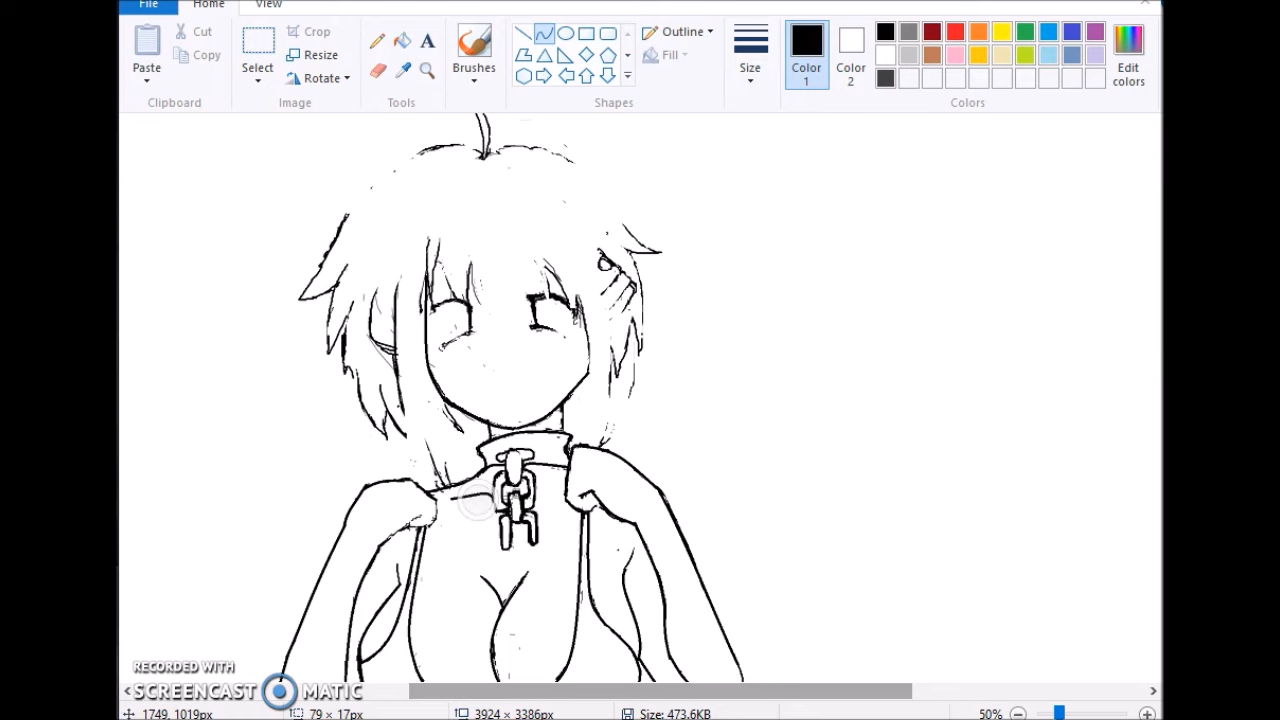 File Home View
Paste
Cut
Copy
Clipboard
Select
Crop
Resize
Rotate
Image
A
Tools
Brushes
Outline
Fill
Shapes
Size
Color 1
Color 2
Edit colors
Colors
RECORDED WITH
SCREENCAST MATIC
1749, 1019px
79 × 17px
3924 × 3386px
Size: 473.6KB
50%